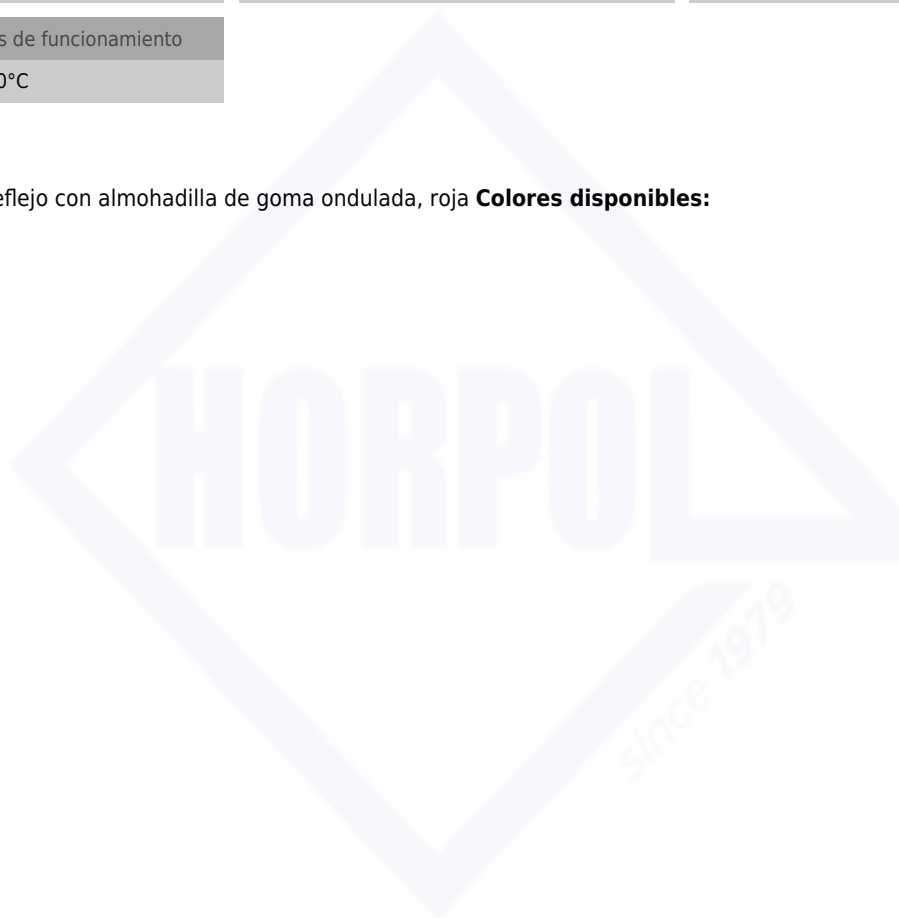 s de funcionamiento
0°C
eflejo con almohadilla de goma ondulada, roja Colores disponibles:
HORPOL
since 1979